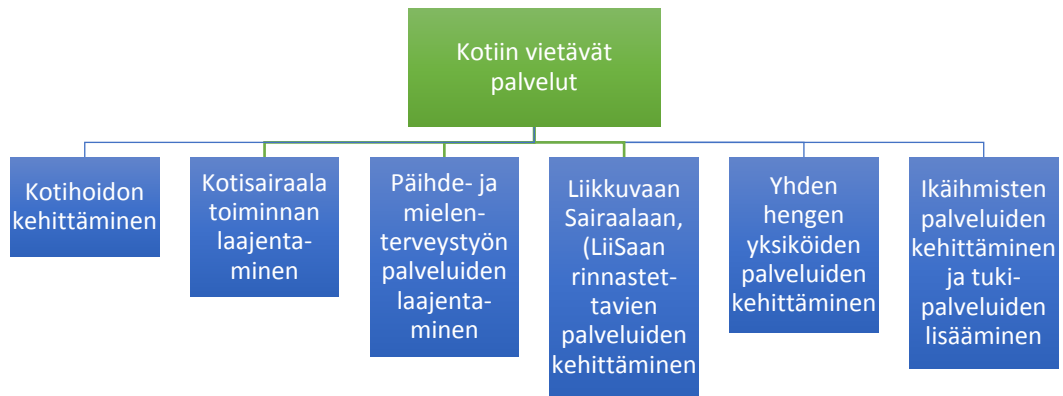 Kotiin vietävät
palvelut
Kotihoidon
kehittäminen
Kotisairaala
toiminnan
laajenta-
minen
Päihde- ja
mielen-
terveystyön
palveluiden
laajenta-
minen
Liikkuvaan
Sairaalaan,
(LiiSaan
rinnastet-
tavien
palveluiden
kehittäminen
Yhden
hengen
yksiköiden
palveluiden
kehittäminen
Ikäihmisten
palveluiden
kehittäminen
ja tuki-
palveluiden
lisääminen